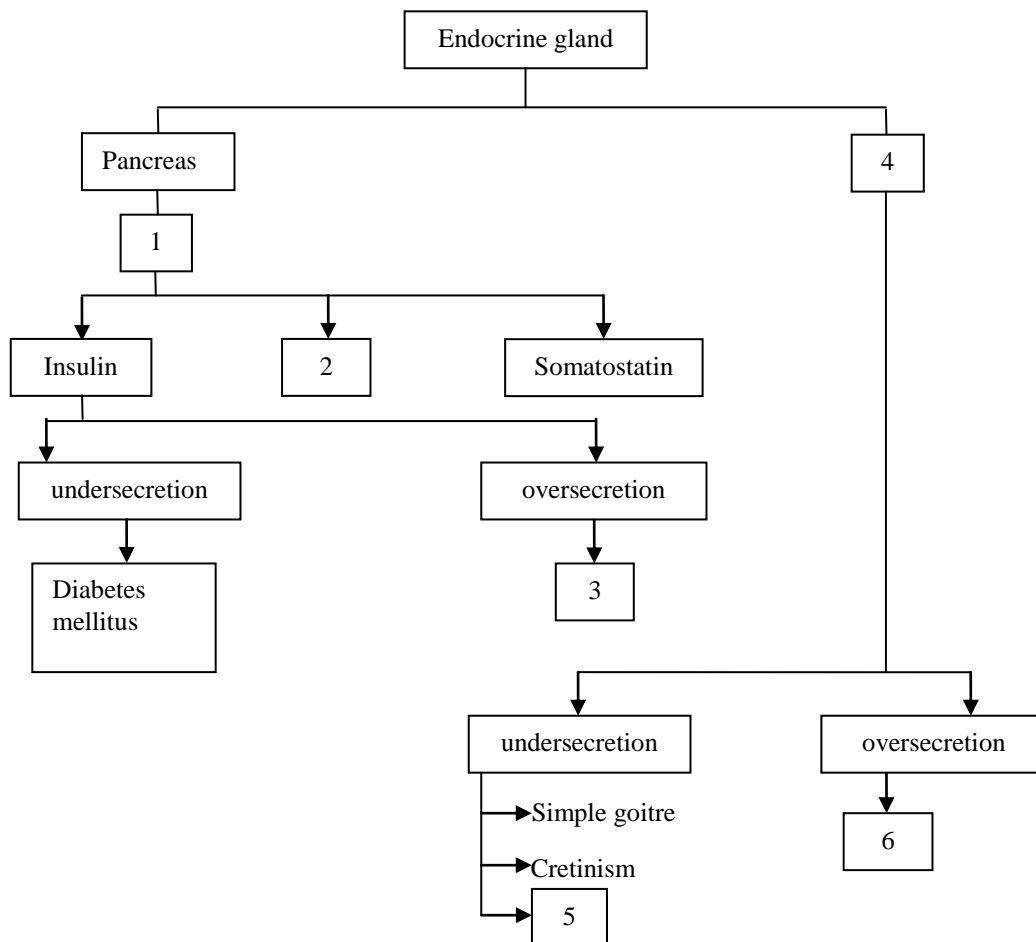 Endocrine gland
Pancreas
4
1
Insulin
2
Somatostatin
undersecretion
oversecretion
Diabetes
mellitus
3
undersecretion
oversecretion
Simple goitre
6
Cretinism
5